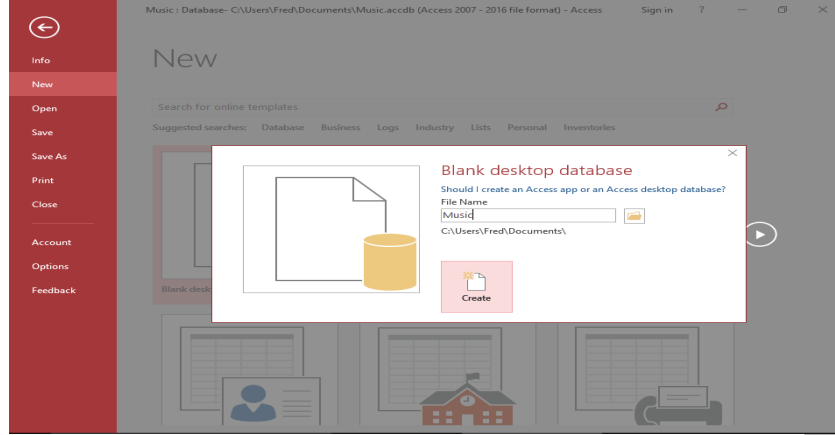 Music : Database- C:\Users\Fred\Documents\Music.accdb (Access 2007 - 2016 file format) - Access
Sign in
?
Info
New
Open
Save
Save As
Print
Close
Account
Options
Feedback
New
Search for online templates
Suggested searches: Database Business Logs Industry Lists Personal Inventories
Blank desk
Blank desktop database
Should I create an Access app or an Access desktop database?
File Name
Music
C:\Users\Fred\Documents\
Create